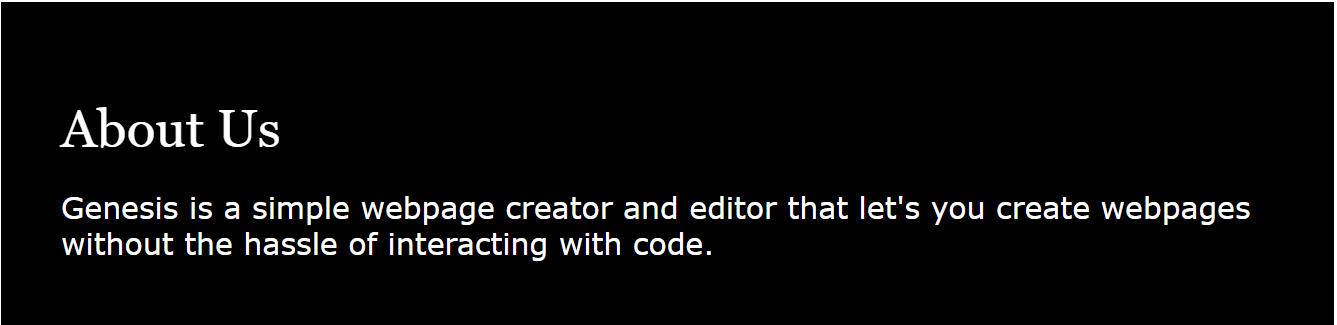 About Us
Genesis is a simple webpage creator and editor that let's you create webpages
without the hassle of interacting with code.